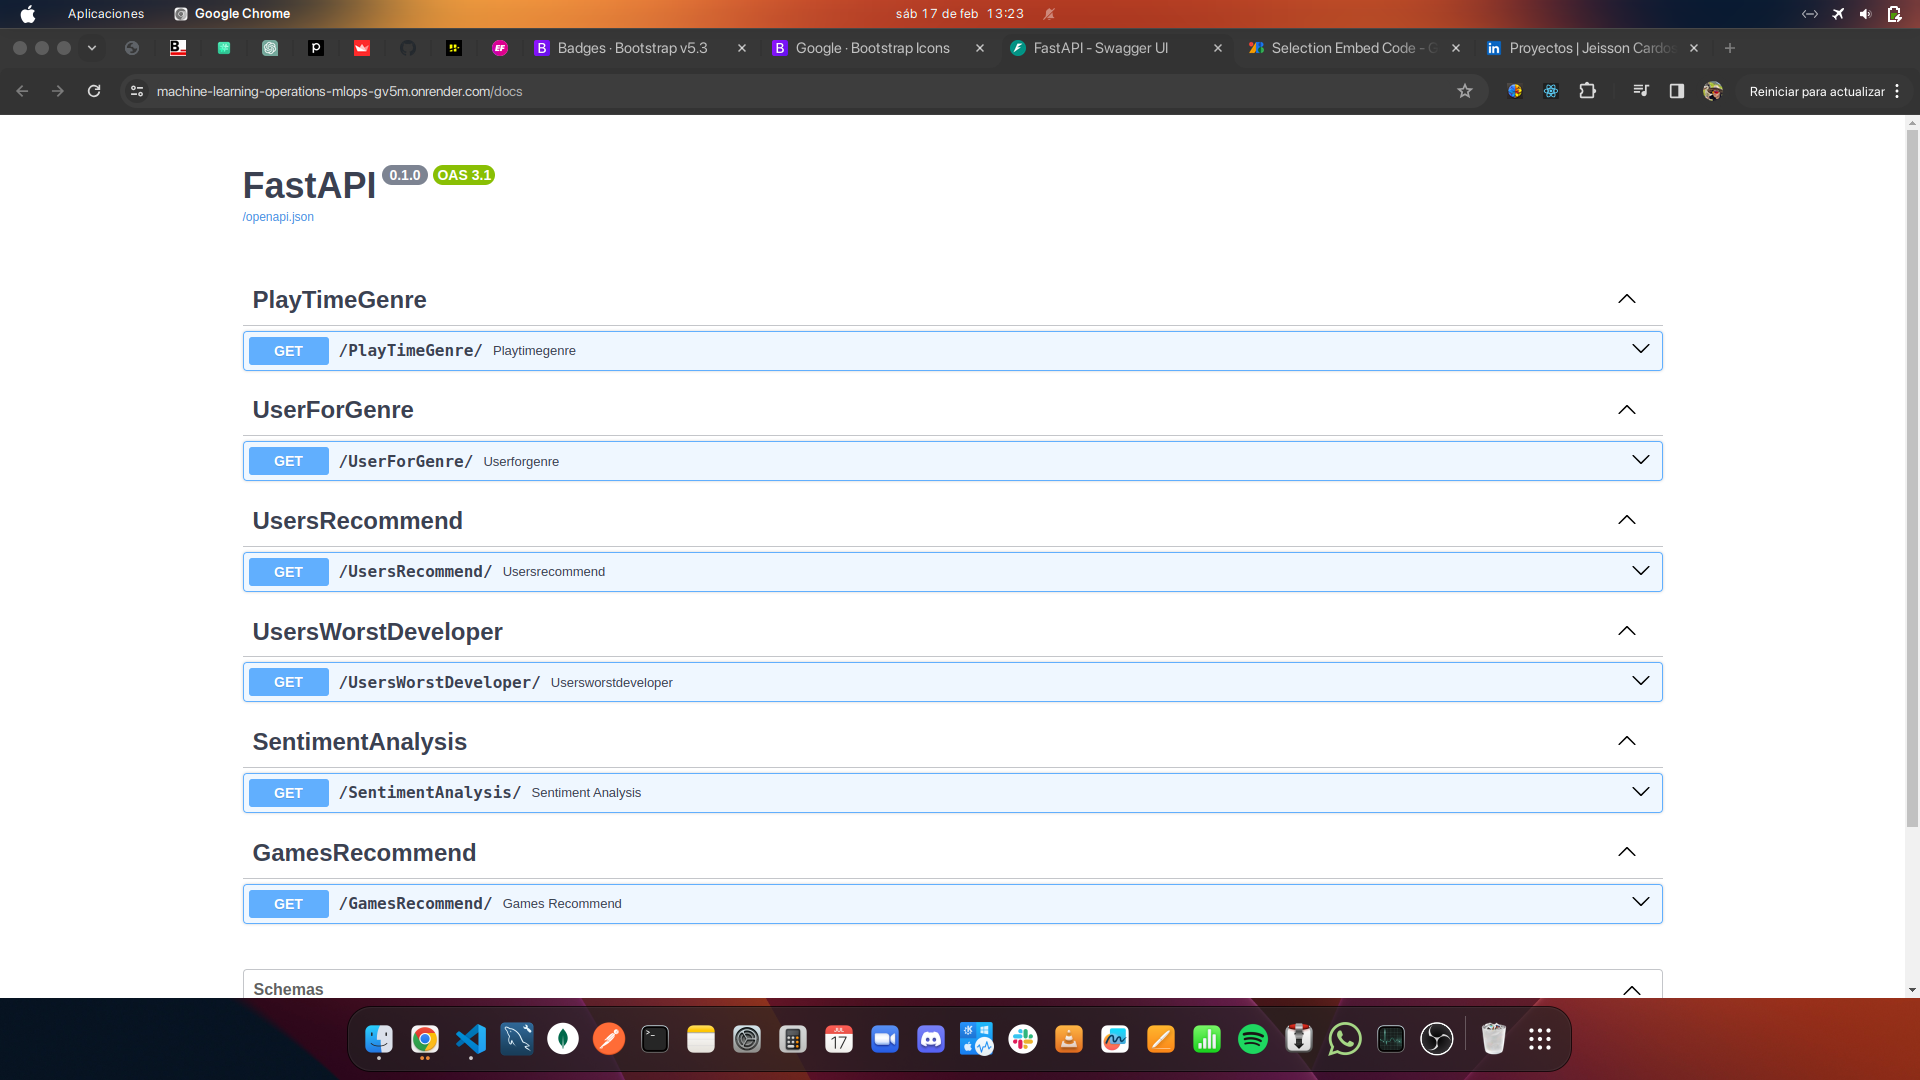 Aplicaciones
Google Chrome
sáb 17 de feb 13:23
Badges · Bootstrap v5.3
Google · Bootstrap Icons
FastAPI - Swagger UI
Selection Embed Code - G
Proyectos | Jeisson Cardos
machine-learning-operations-mlops-gv5m.onrender.com/docs
Reiniciar para actualizar
FastAPI 0.1.0 OAS 3.1
/openapi.json
PlayTimeGenre
GET /PlayTimeGenre/ Playtimegenre
UserForGenre
GET /UserForGenre/ Userforgenre
UsersRecommend
GET /UsersRecommend/ Usersrecommend
UsersWorstDeveloper
GET /UsersWorstDeveloper/ Usersworstdeveloper
SentimentAnalysis
GET /SentimentAnalysis/ Sentiment Analysis
GamesRecommend
GET /GamesRecommend/ Games Recommend
Schemas
JUL
17